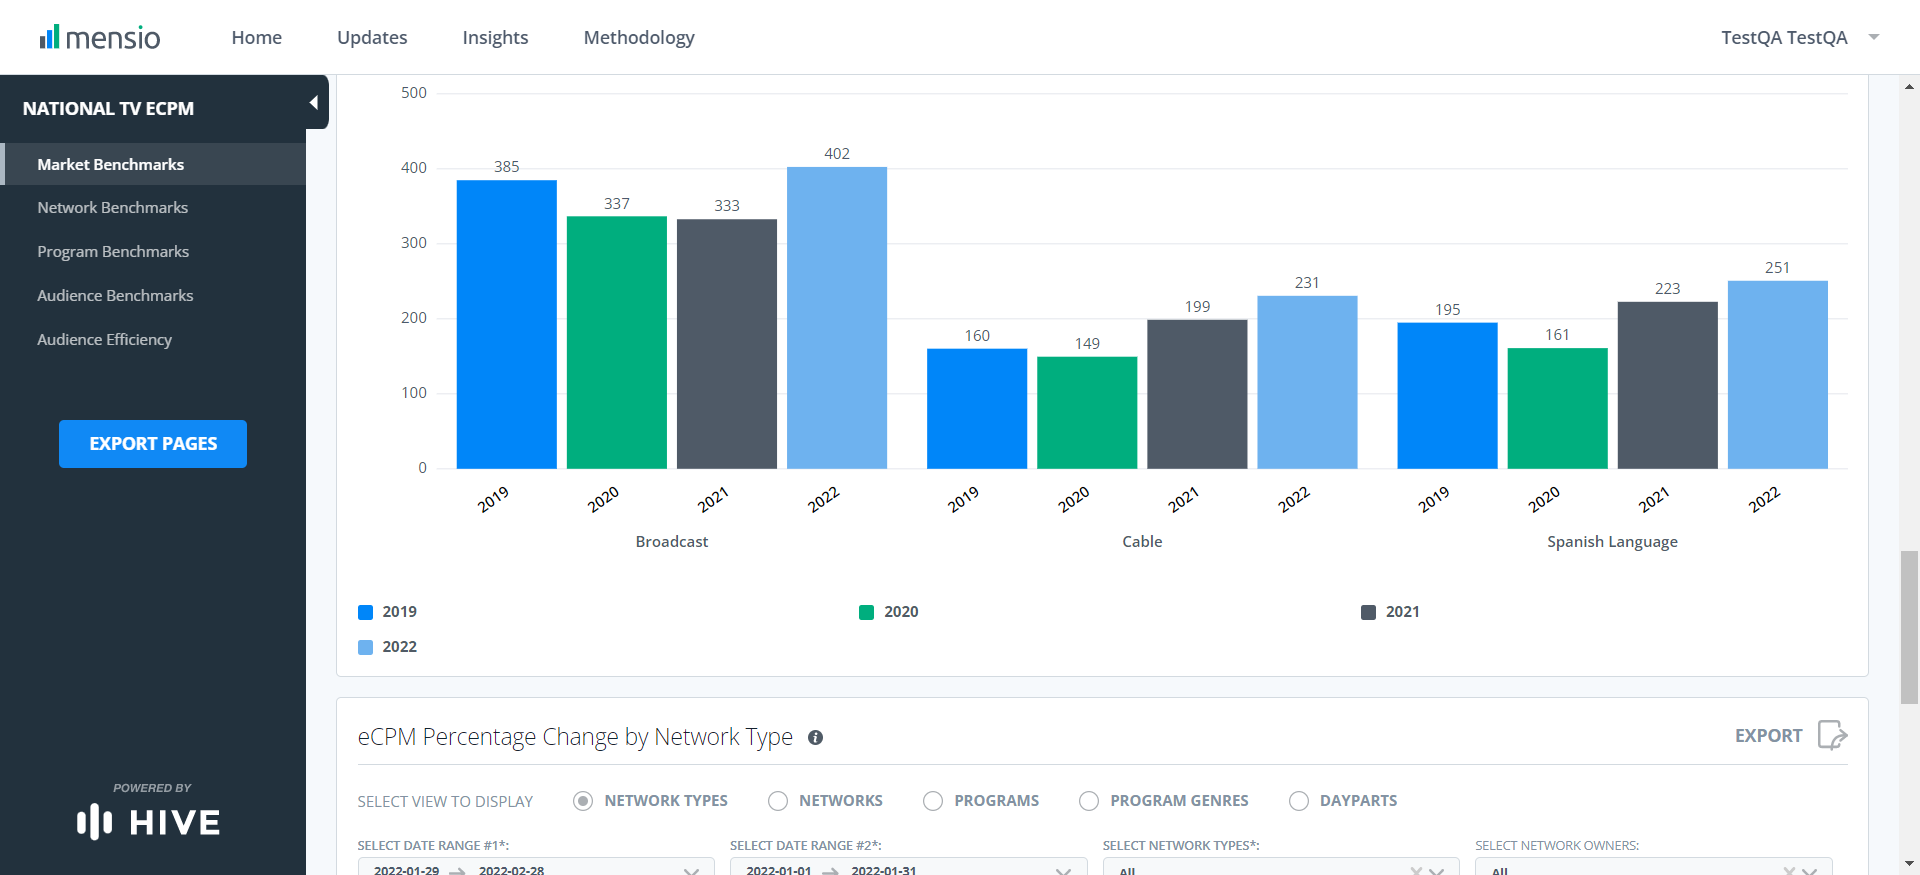 mensio
Home
Updates
Insights
Methodology
TestQA TestQA
NATIONAL TV ECPM
Market Benchmarks
Network Benchmarks
Program Benchmarks
Audience Benchmarks
Audience Efficiency
EXPORT PAGES
POWERED BY
HIVE
500
400
300
200
100
0
385
337
333
402
160
149
199
231
195
161
223
251
2019
2020
2021
2022
2019
2020
2021
2022
2019
2020
2021
2022
Broadcast
Cable
Spanish Language
2019
2020
2021
2022
eCPM Percentage Change by Network Type
EXPORT
SELECT VIEW TO DISPLAY
NETWORK TYPES
NETWORKS
PROGRAMS
PROGRAM GENRES
DAYPARTS
SELECT DATE RANGE #1*:
SELECT DATE RANGE #2*:
SELECT NETWORK TYPES*:
SELECT NETWORK OWNERS:
2022-01-29 → 2022-02-28
2022-01-01 → 2022-01-31
All
All